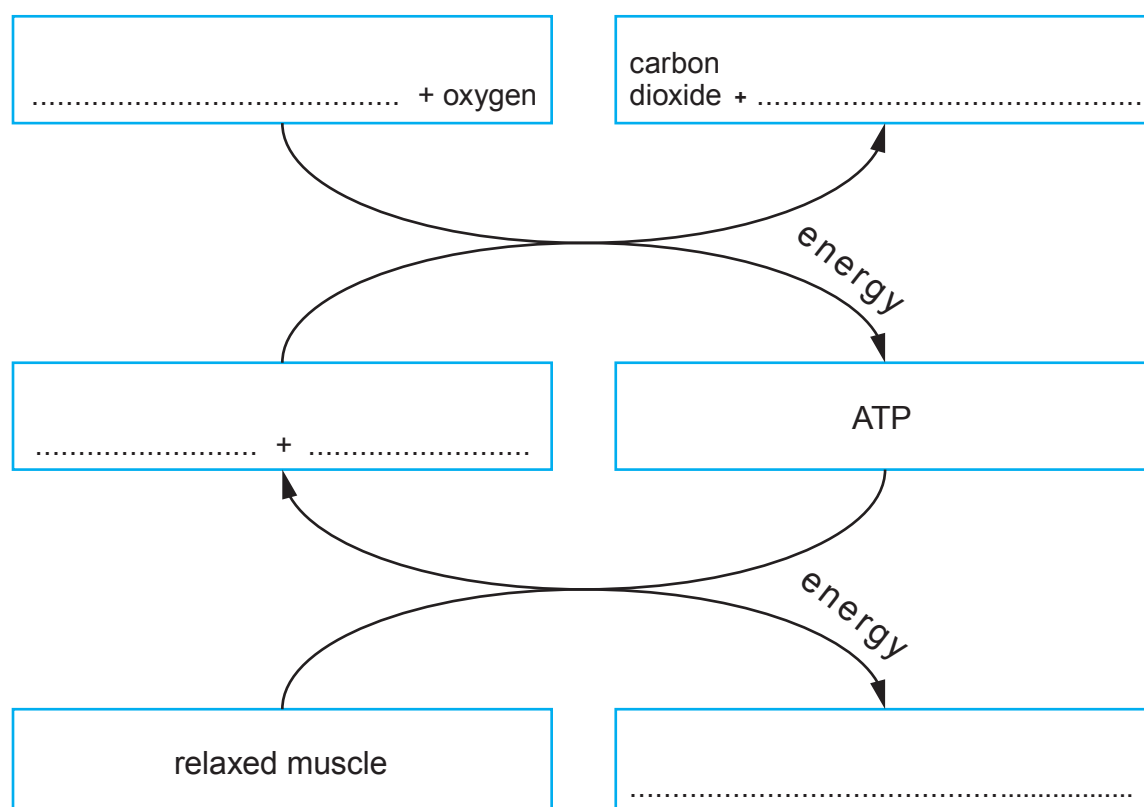 .......................................... + oxygen
carbon
dioxide + ............................................
energy
.......................... + ..........................
ATP
energy
relaxed muscle
..........................................................